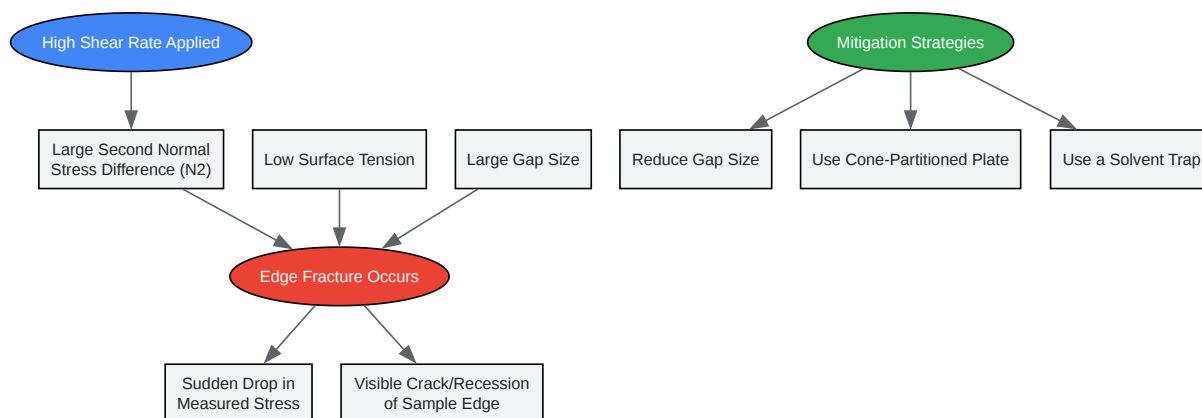 High Shear Rate Applied
Mitigation Strategies
Large Second Normal
Stress Difference (N2)
Low Surface Tension
Large Gap Size
Reduce Gap Size
Use Cone-Partitioned Plate
Use a Solvent Trap
Edge Fracture Occurs
Sudden Drop in
Measured Stress
Visible Crack/Recession
of Sample Edge